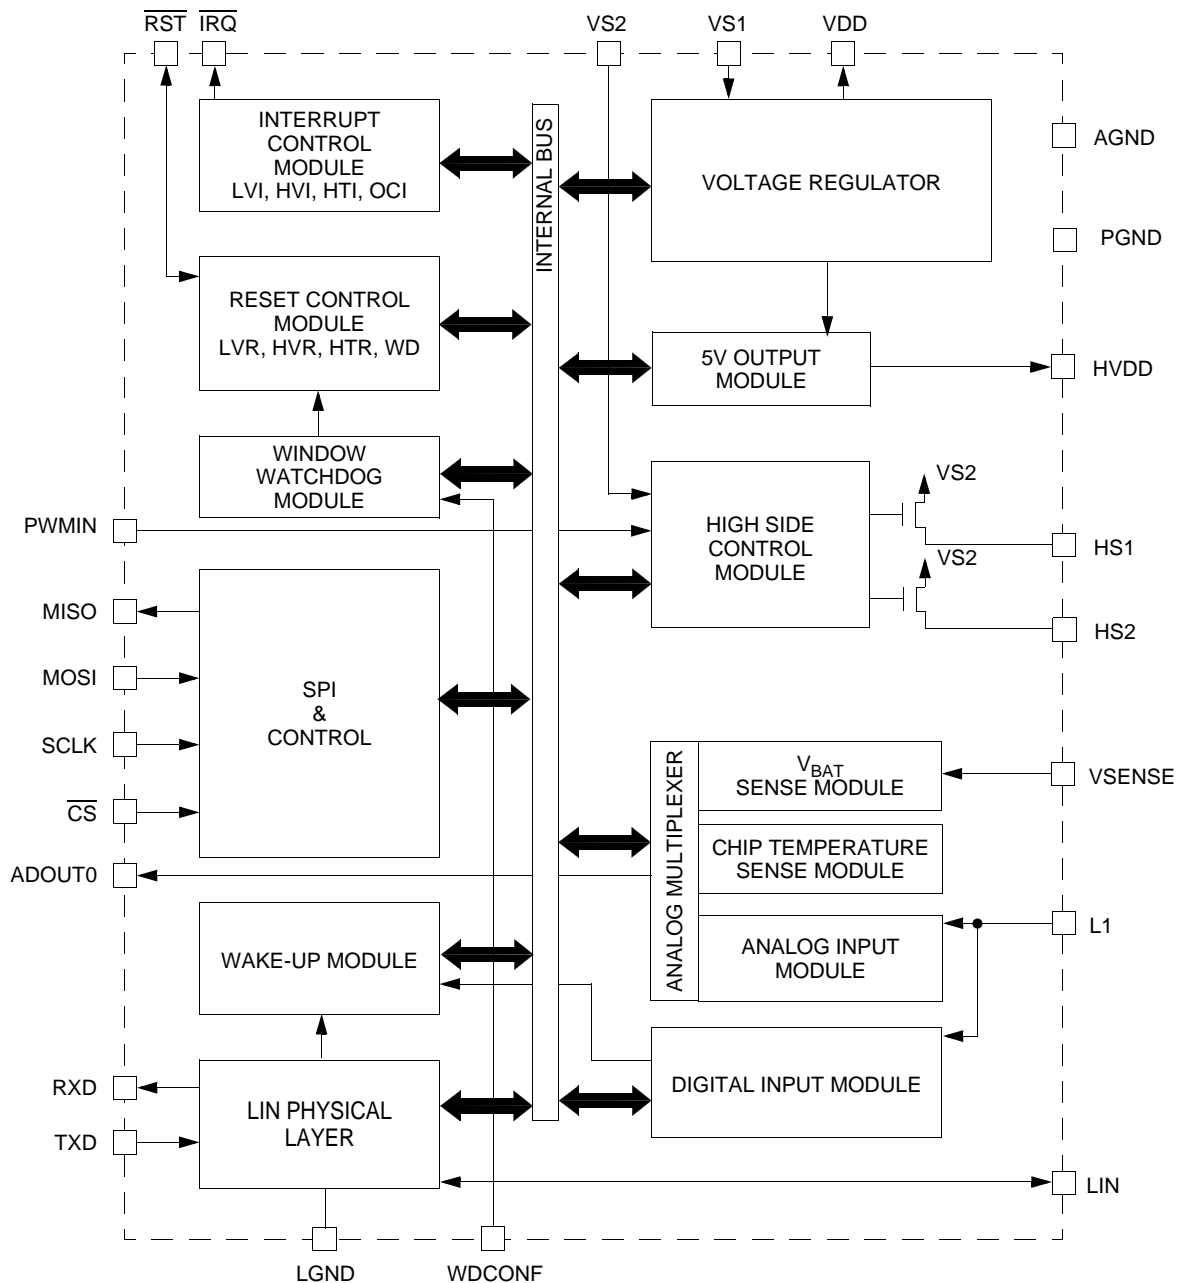 RST IRQ VS2 VS1 VDD
INTERRUPT
CONTROL
MODULE
LVI, HVI, HTI, OCI
INTERNAL BUS
VOLTAGE REGULATOR
AGND
PGND
RESET CONTROL
MODULE
LVR, HVR, HTR, WD
5V OUTPUT
MODULE
HVDD
WINDOW
WATCHDOG
MODULE
PWMIN
HIGH SIDE
CONTROL
MODULE
VS2
HS1
VS2
HS2
MISO
MOSI
SCLK
CS
SPI
&
CONTROL
ADOUT0
ANALOG MULTIPLEXER
VBAT
SENSE MODULE
VSENSE
CHIP TEMPERATURE
SENSE MODULE
ANALOG INPUT
MODULE
L1
WAKE-UP MODULE
DIGITAL INPUT MODULE
RXD
TXD
LIN PHYSICAL
LAYER
LIN
LGND WDCONF